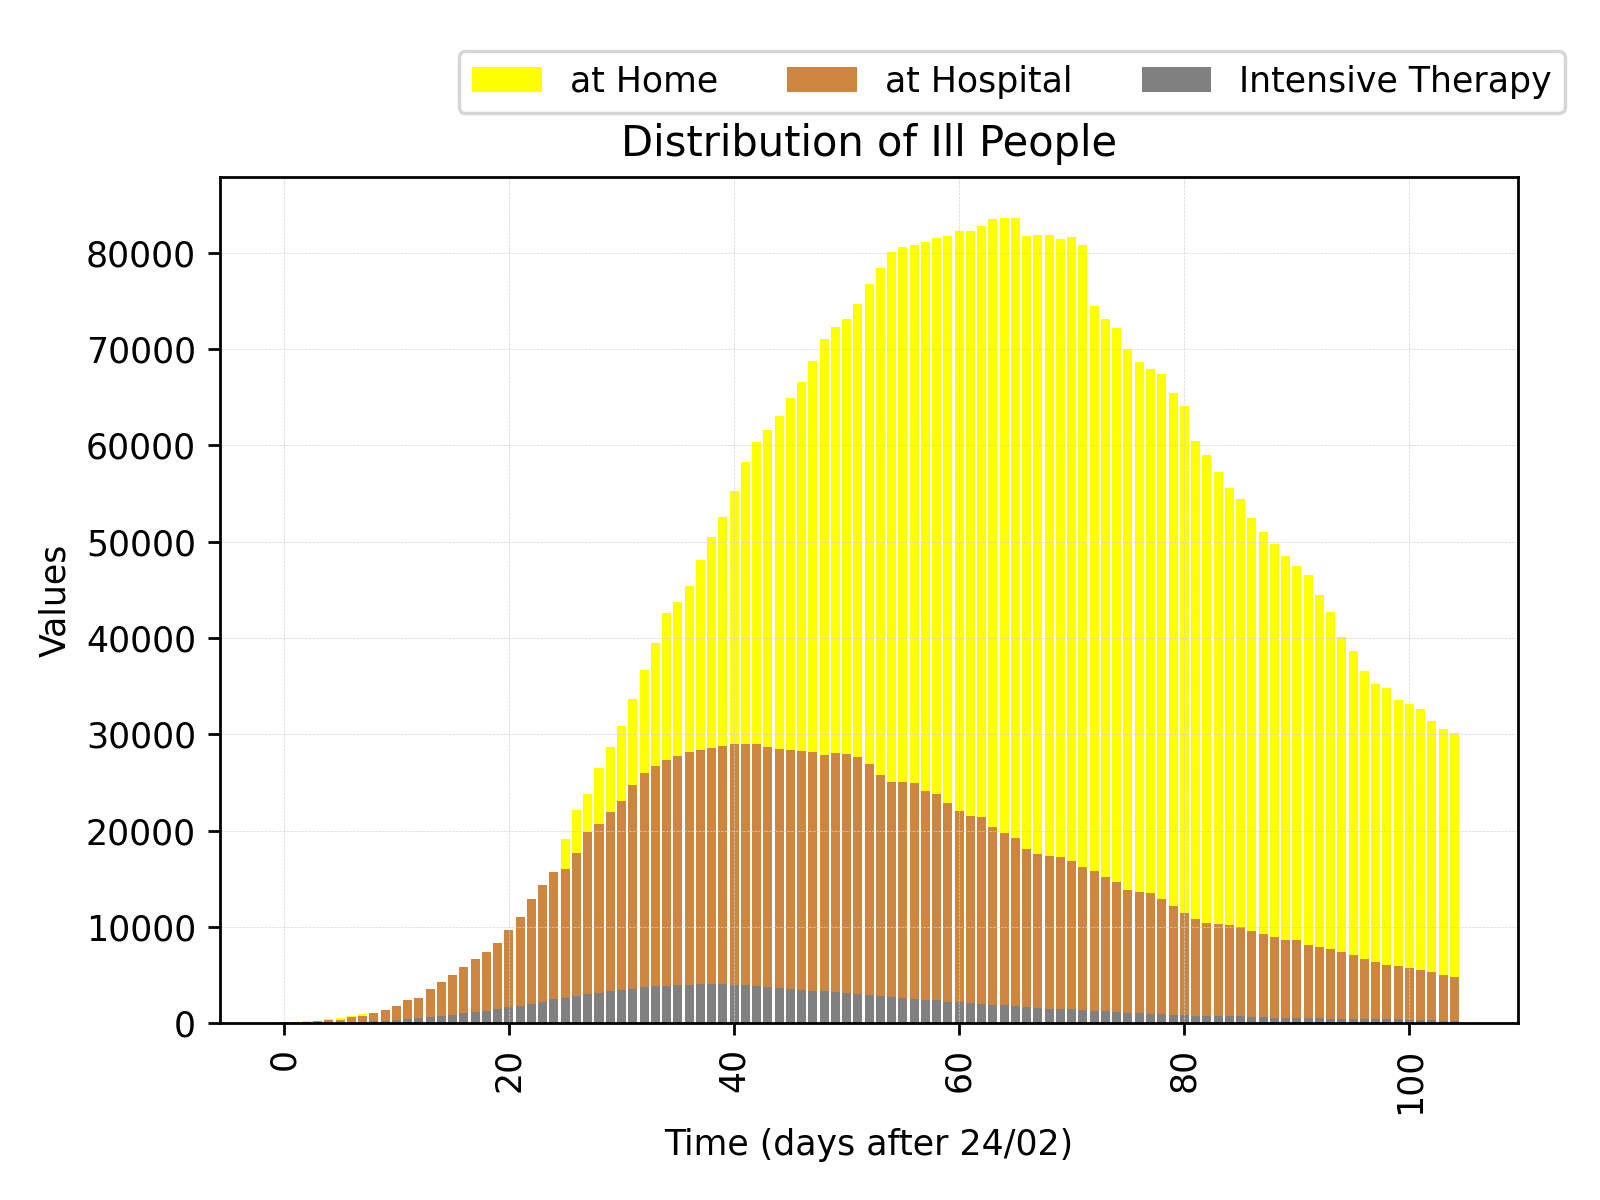 at Home at Hospital Intensive Therapy
Distribution of Ill People
80000
70000
60000
50000
40000
30000
20000
10000
0
Values
0 20 40 60 80 100
Time (days after 24/02)